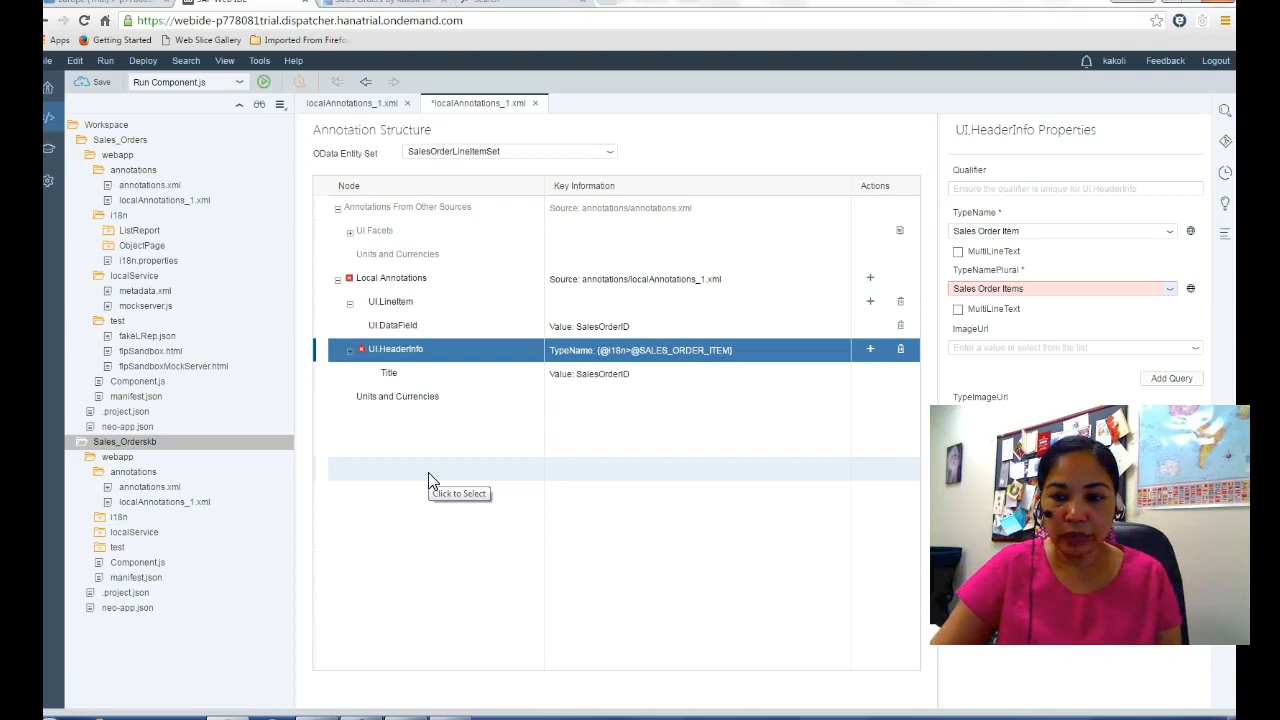 https://webide-p778081trial.dispatcher.hanatrial.ondemand.com
Apps
Getting Started
Web Slice Gallery
Imported From Firefo
Edit
Run
Deploy
Search
View
Tools
Help
kakoli
Feedback
Logout
Save
Run Component.js
localAnnotations_1.xml
*localAnnotations_1.xml
Workspace
Sales_Orders
webapp
annotations
annotations.xml
localAnnotations_1.xml
i18n
ListReport
ObjectPage
i18n.properties
localService
metadata.xml
mockserver.js
test
fakeLRep.json
flpSandbox.html
flpSandboxMockServer.html
Component.js
manifest.json
.project.json
neo-app.json
Sales_Orderskb
webapp
annotations
annotations.xml
localAnnotations_1.xml
i18n
localService
test
Component.js
manifest.json
.project.json
neo-app.json
Annotation Structure
OData Entity Set
SalesOrderLineItemSet
Node
Key Information
Actions
Annotations From Other Sources
Source: annotations/annotations.xml
UI Facets
Units and Currencies
Local Annotations
Source: annotations/localAnnotations_1.xml
UI.LineItem
UI.DataField
Value: SalesOrderID
UI.HeaderInfo
TypeName: {@i18n>@SALES_ORDER_ITEM}
Title
Value: SalesOrderID
Units and Currencies
Click to Select
UI.HeaderInfo Properties
Qualifier
Ensure the qualifier is unique for UI.HeaderInfo
TypeName *
Sales Order Item
MultiLineText
TypeNamePlural *
Sales Order Items
MultiLineText
ImageUrl
Enter a value or select from the list
Add Query
TypeImageUrl